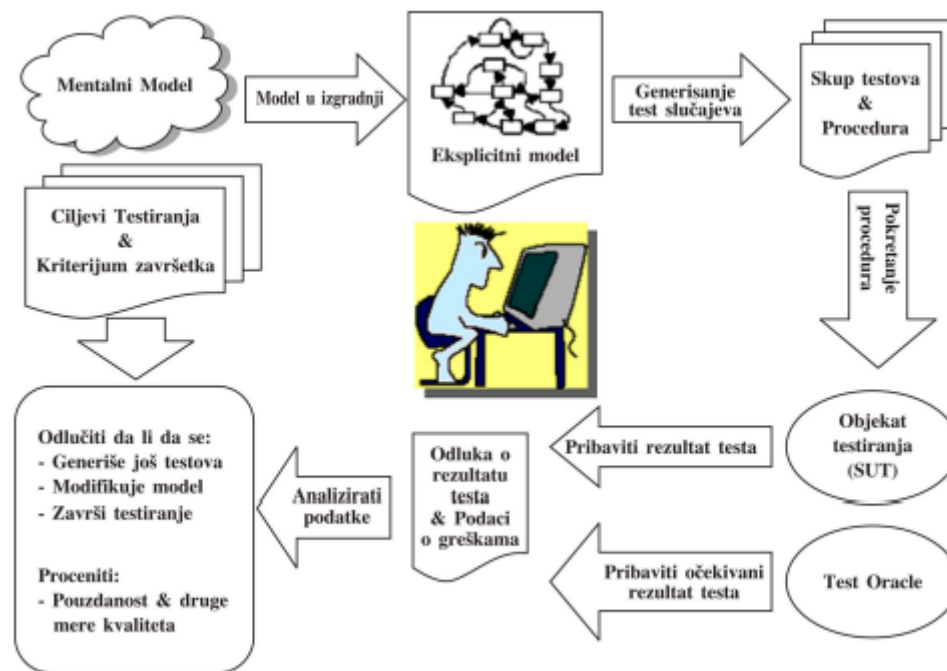 Mentalni Model
Model u izgradnji
Eksplicitni model
Generisanje
test slučajeva
Skup testova
&
Procedura
Ciljevi Testiranja
&
Kriterijum završetka
Pokretanje
procedura
Odlučiti da li da se:
- Generiše još testova
- Modifikuje model
- Završi testiranje
Proceniti:
- Pouzdanost & druge
mere kvaliteta
Analizirati
podatke
Odluka o
rezultatu
testa
& Podaci
o greškama
Pribaviti rezultat testa
Objekat
testiranja
(SUT)
Pribaviti očekivani
rezultat testa
Test Oracle